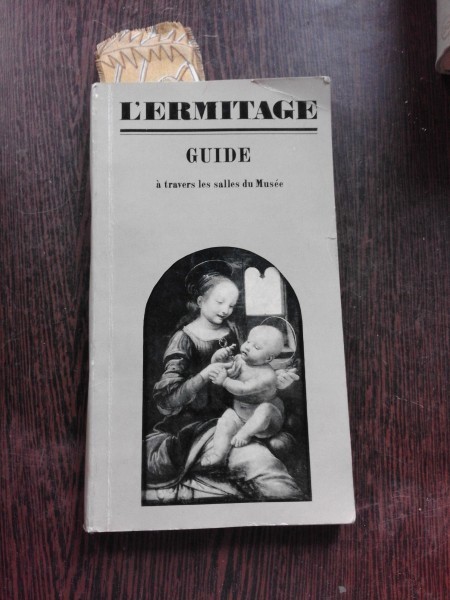 L'ERMITAGE
GUIDE
à travers les salles du Musée